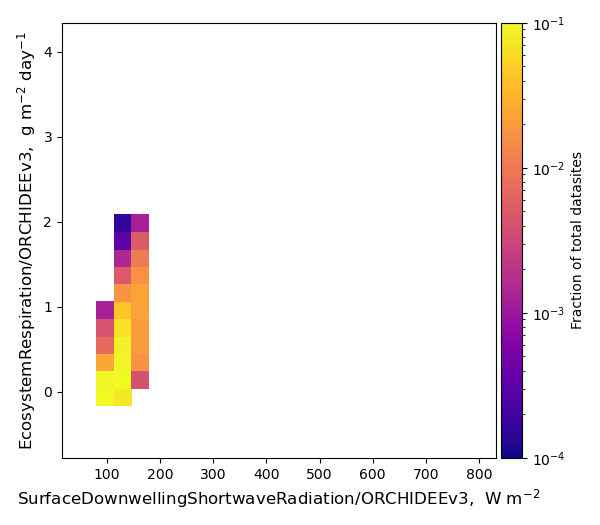 EcosystemRespiration/ORCHIDEEv3, g m⁻² day⁻¹
4
3
2
1
0
100 200 300 400 500 600 700 800
SurfaceDownwellingShortwaveRadiation/ORCHIDEEv3, W m⁻²
10⁻¹
10⁻²
10⁻³
10⁻⁴
Fraction of total datasites